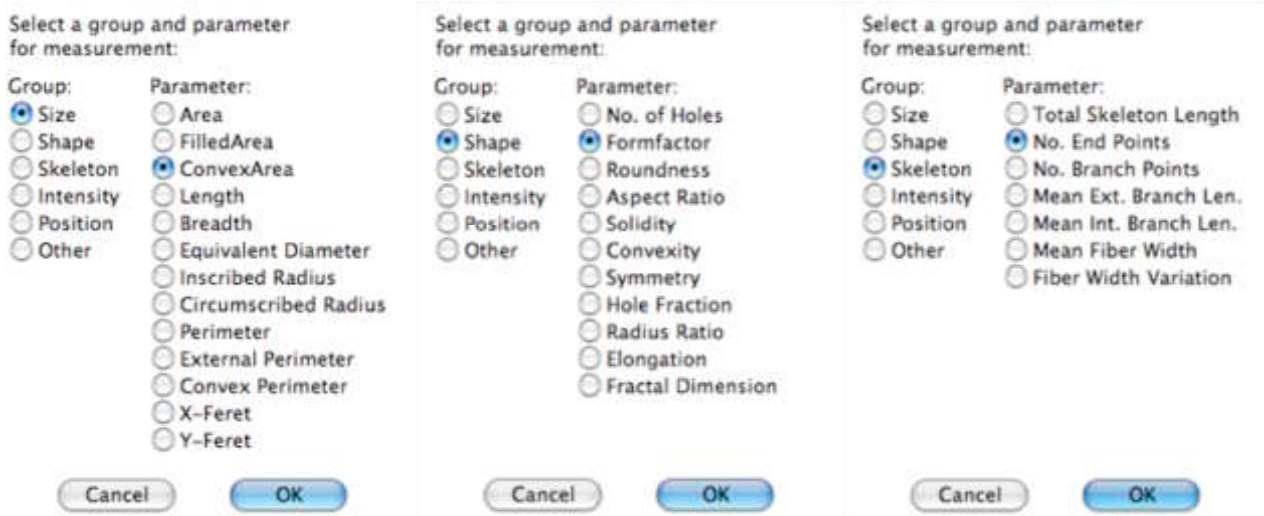 Select a group and parameter
for measurement:
Group:
Parameter:
Size
Area
Shape
FilledArea
Skeleton
ConvexArea
Intensity
Length
Position
Breadth
Other
Equivalent Diameter
Inscribed Radius
Circumscribed Radius
Perimeter
External Perimeter
Convex Perimeter
X-Feret
Y-Feret
Cancel
OK
Select a group and parameter
for measurement:
Group:
Parameter:
Size
No. of Holes
Shape
Formfactor
Skeleton
Roundness
Intensity
Aspect Ratio
Position
Solidity
Other
Convexity
Symmetry
Hole Fraction
Radius Ratio
Elongation
Fractal Dimension
Cancel
OK
Select a group and parameter
for measurement:
Group:
Parameter:
Size
Total Skeleton Length
Shape
No. End Points
Skeleton
No. Branch Points
Intensity
Mean Ext. Branch Len.
Position
Mean Int. Branch Len.
Other
Mean Fiber Width
Fiber Width Variation
Cancel
OK